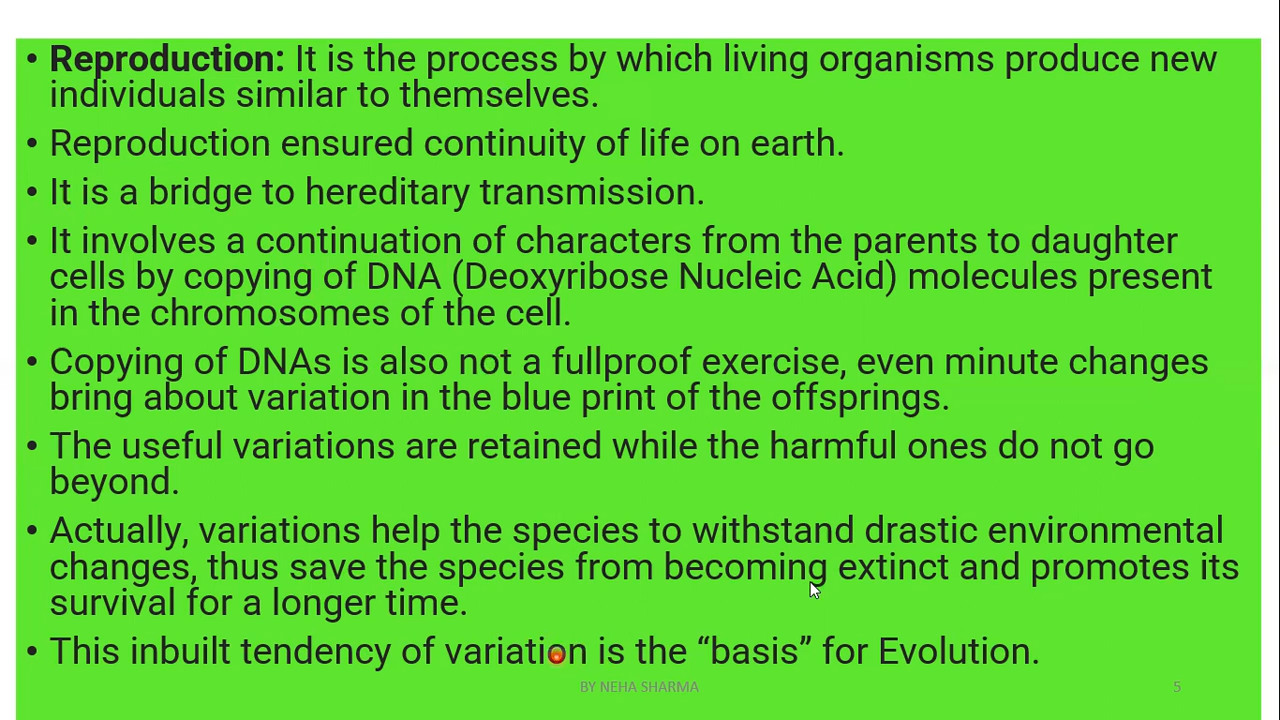 • Reproduction: It is the process by which living organisms produce new
individuals similar to themselves.
• Reproduction ensured continuity of life on earth.
• It is a bridge to hereditary transmission.
• It involves a continuation of characters from the parents to daughter
cells by copying of DNA (Deoxyribose Nucleic Acid) molecules present
in the chromosomes of the cell.
• Copying of DNAs is also not a fullproof exercise, even minute changes
bring about variation in the blue print of the offsprings.
• The useful variations are retained while the harmful ones do not go
beyond.
• Actually, variations help the species to withstand drastic environmental
changes, thus save the species from becoming extinct and promotes its
survival for a longer time.
• This inbuilt tendency of variation is the “basis” for Evolution.
BY NEHA SHARMA
5